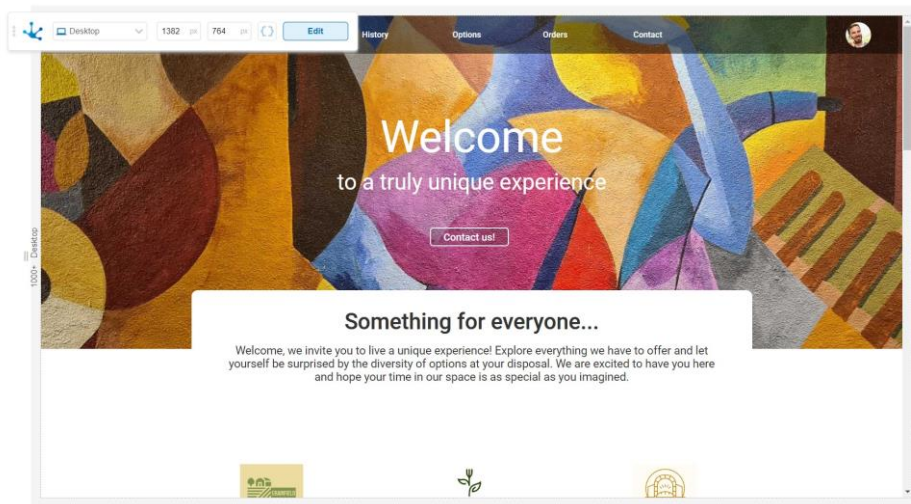 Desktop 1382 px 764 px Edit
History Options Orders Contact
Welcome
to a truly unique experience
Contact us!
1000+ Desktop
Something for everyone...
Welcome, we invite you to live a unique experience! Explore everything we have to offer and let
yourself be surprised by the diversity of options at your disposal. We are excited to have you here
and hope your time in our space is as special as you imagined.